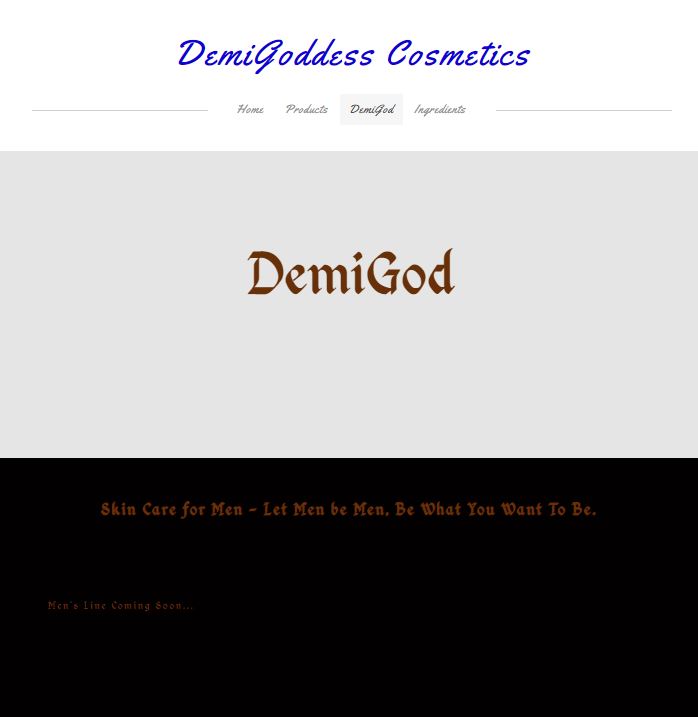 DemiGoddess Cosmetics
Home Products DemiGod Ingredients
DemiGod
Skin Care for Men - Let Men be Men, Be What You Want To Be.
Men's Line Coming Soon...